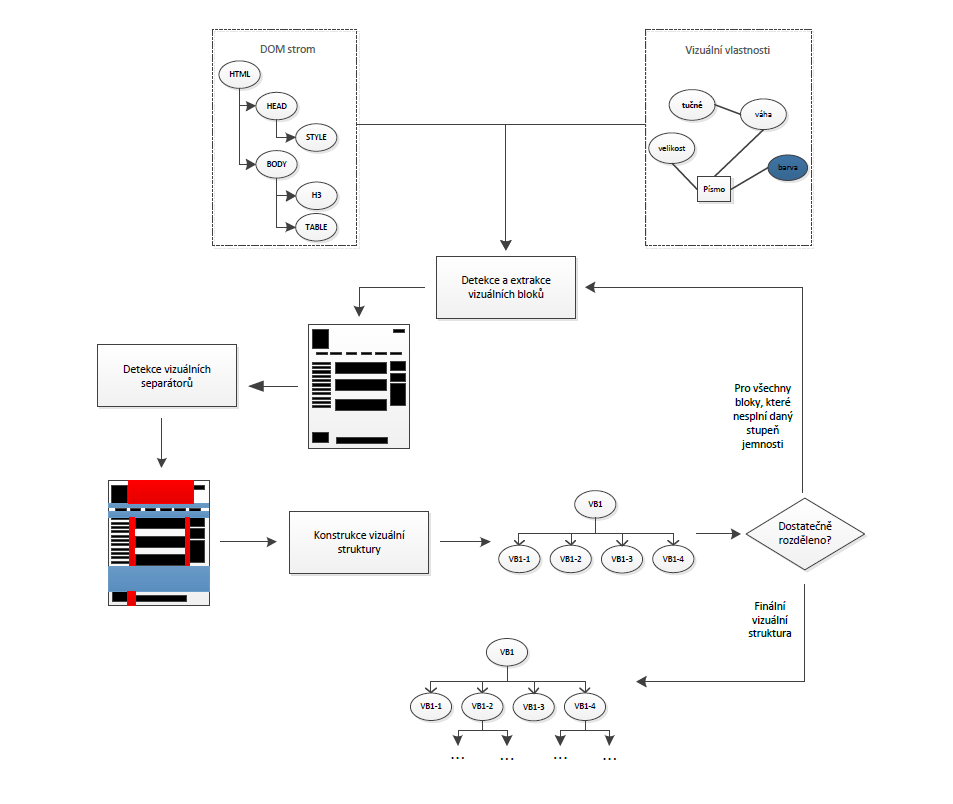 DOM strom
HTML
HEAD
STYLE
BODY
H3
TABLE
Vizuální vlastnosti
tučné
váha
velikost
barva
Písmo
Detekce a extrakce
vizuálních bloků
Detekce vizuálních
separátorů
Pro všechny
bloky, které
nesplní daný
stupeň
jemnosti
Konstrukce vizuální
struktury
VB1
VB1-1
VB1-2
VB1-3
VB1-4
Dostatečně
rozděleno?
Finální
vizuální
struktura
VB1
VB1-1
VB1-2
VB1-3
VB1-4
... ... ... ...